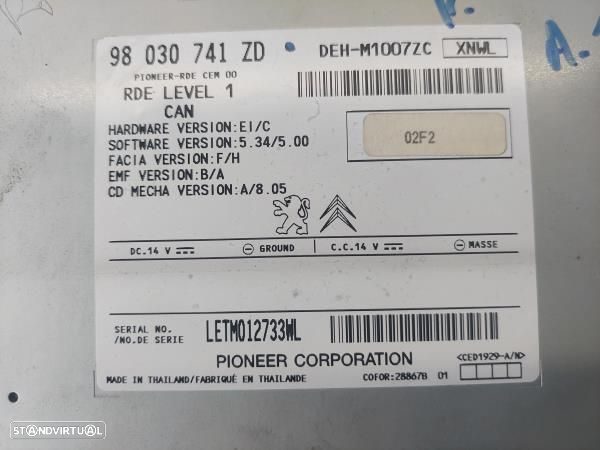 98 030 741 ZD DEH-M1007ZC XNWL
PIONEER-RDE CEM 00
RDE LEVEL 1
CAN
HARDWARE VERSION:EI/C
SOFTWARE VERSION:5.34/5.00
FACIA VERSION:F/H
EMF VERSION:B/A
CD MECHA VERSION:A/8.05
02F2
DC.14 V GROUND C.C.14 V MASSE
SERIAL NO.
/NO.DE SERIE
LETM012733WL
PIONEER CORPORATION
<CED1929-A/N>
MADE IN THAILAND/FABRIQUÉ EN THAILANDE COFOR:28867B 01
STANDVIRTUAL